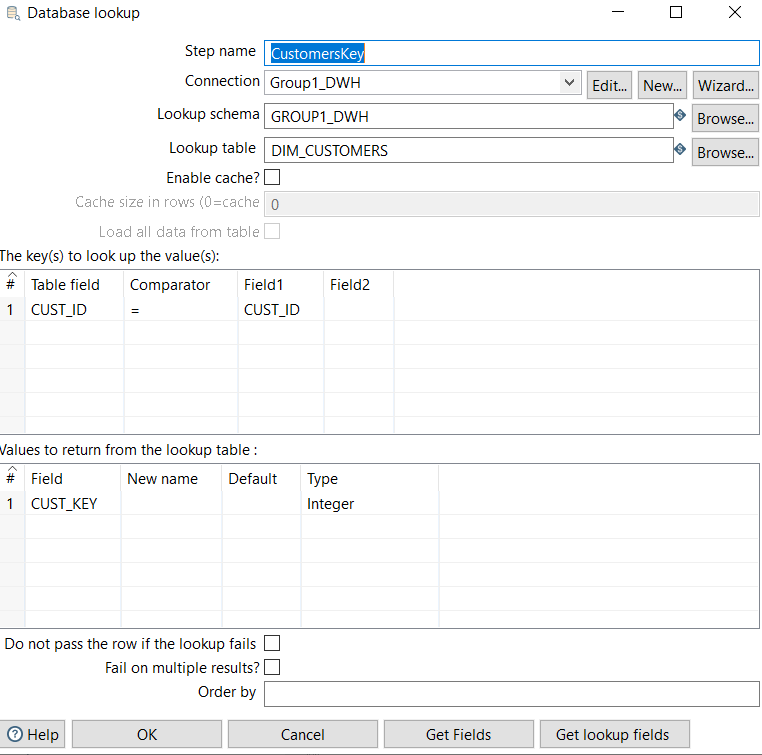 Database lookup
Step name CustomersKey
Connection Group1_DWH Edit... New... Wizard...
Lookup schema GROUP1_DWH Browse...
Lookup table DIM_CUSTOMERS Browse...
Enable cache?
Cache size in rows (0=cache 0
Load all data from table
The key(s) to look up the value(s):
# Table field Comparator Field1 Field2
1 CUST_ID = CUST_ID
Values to return from the lookup table :
# Field New name Default Type
1 CUST_KEY Integer
Do not pass the row if the lookup fails
Fail on multiple results?
Order by
Help OK Cancel Get Fields Get lookup fields